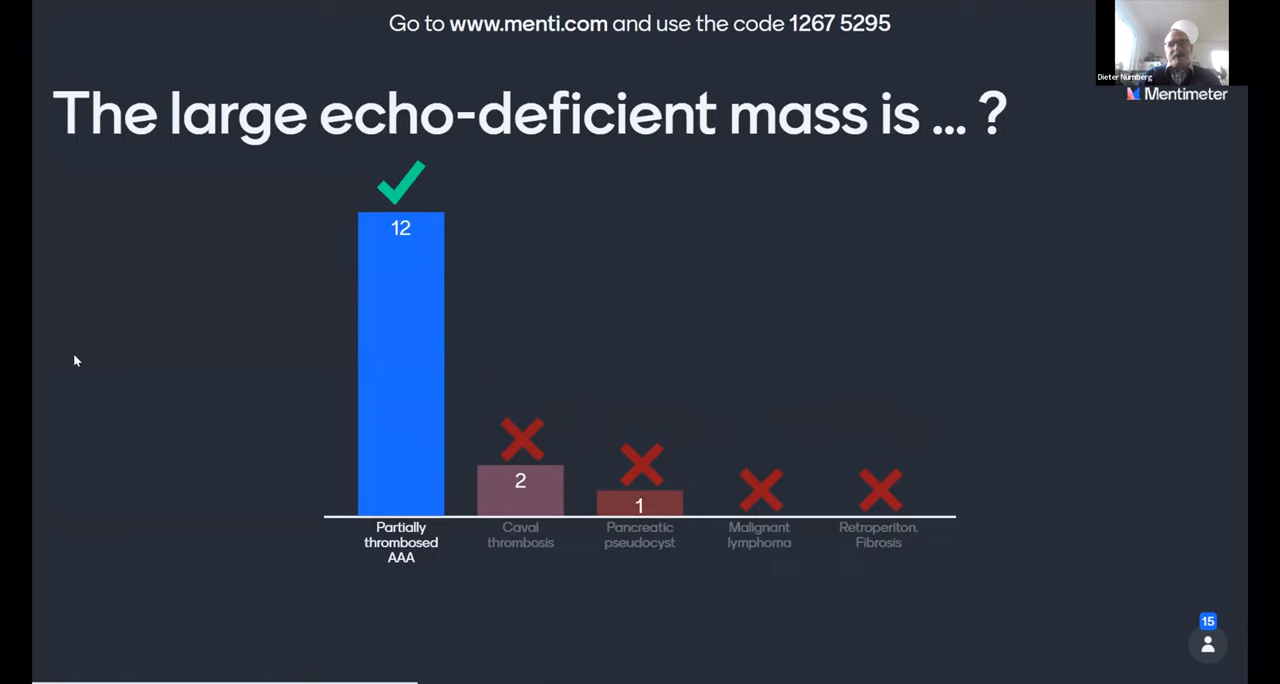 Go to www.menti.com and use the code 1267 5295
Dieter Nürnberg
Mentimeter
The large echo-deficient mass is ... ?
12
2
1
Partially
thrombosed
AAA
Caval
thrombosis
Pancreatic
pseudocyst
Malignant
lymphoma
Retroperiton.
Fibrosis
15